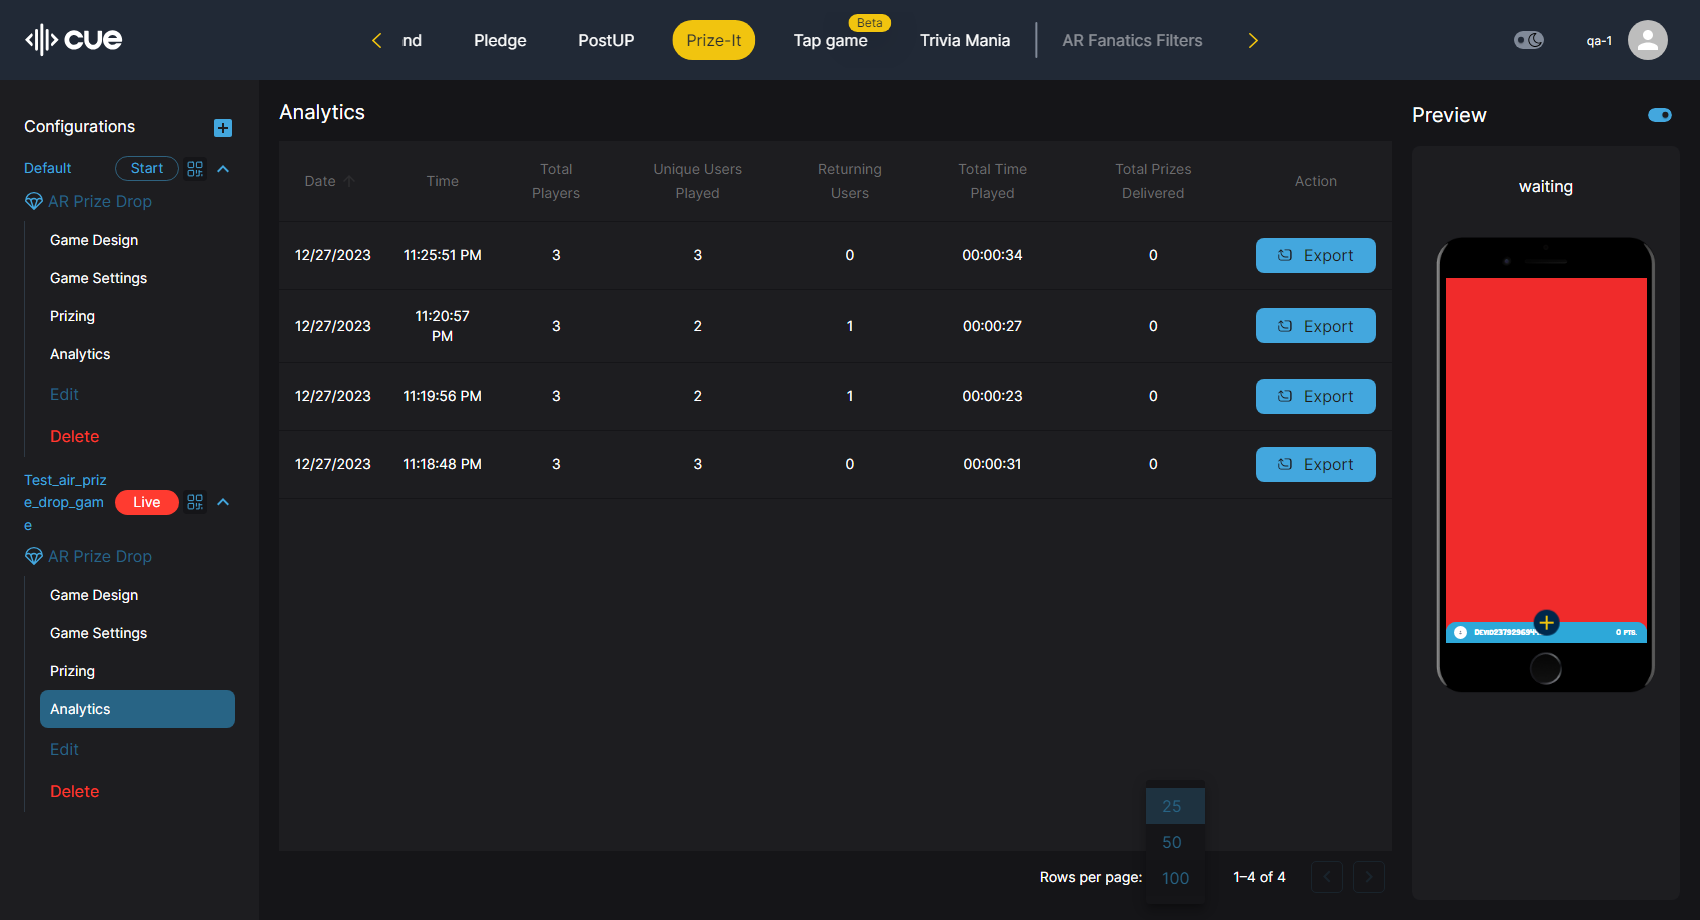 cue
nd
Pledge
PostUP
Prize-It
Beta
Tap game
Trivia Mania
AR Fanatics Filters
qa-1
Configurations
Default
Start
AR Prize Drop
Game Design
Game Settings
Prizing
Analytics
Edit
Delete
Test_air_priz
e_drop_gam
e
Live
AR Prize Drop
Game Design
Game Settings
Prizing
Analytics
Edit
Delete
Analytics
Date
Time
Total
Players
Unique Users
Played
Returning
Users
Total Time
Played
Total Prizes
Delivered
Action
12/27/2023 11:25:51 PM 3 3 0 00:00:34 0 Export
12/27/2023 11:20:57
PM 3 2 1 00:00:27 0 Export
12/27/2023 11:19:56 PM 3 2 1 00:00:23 0 Export
12/27/2023 11:18:48 PM 3 3 0 00:00:31 0 Export
25
50
100
Rows per page:
1–4 of 4
Preview
waiting
0 PTS.